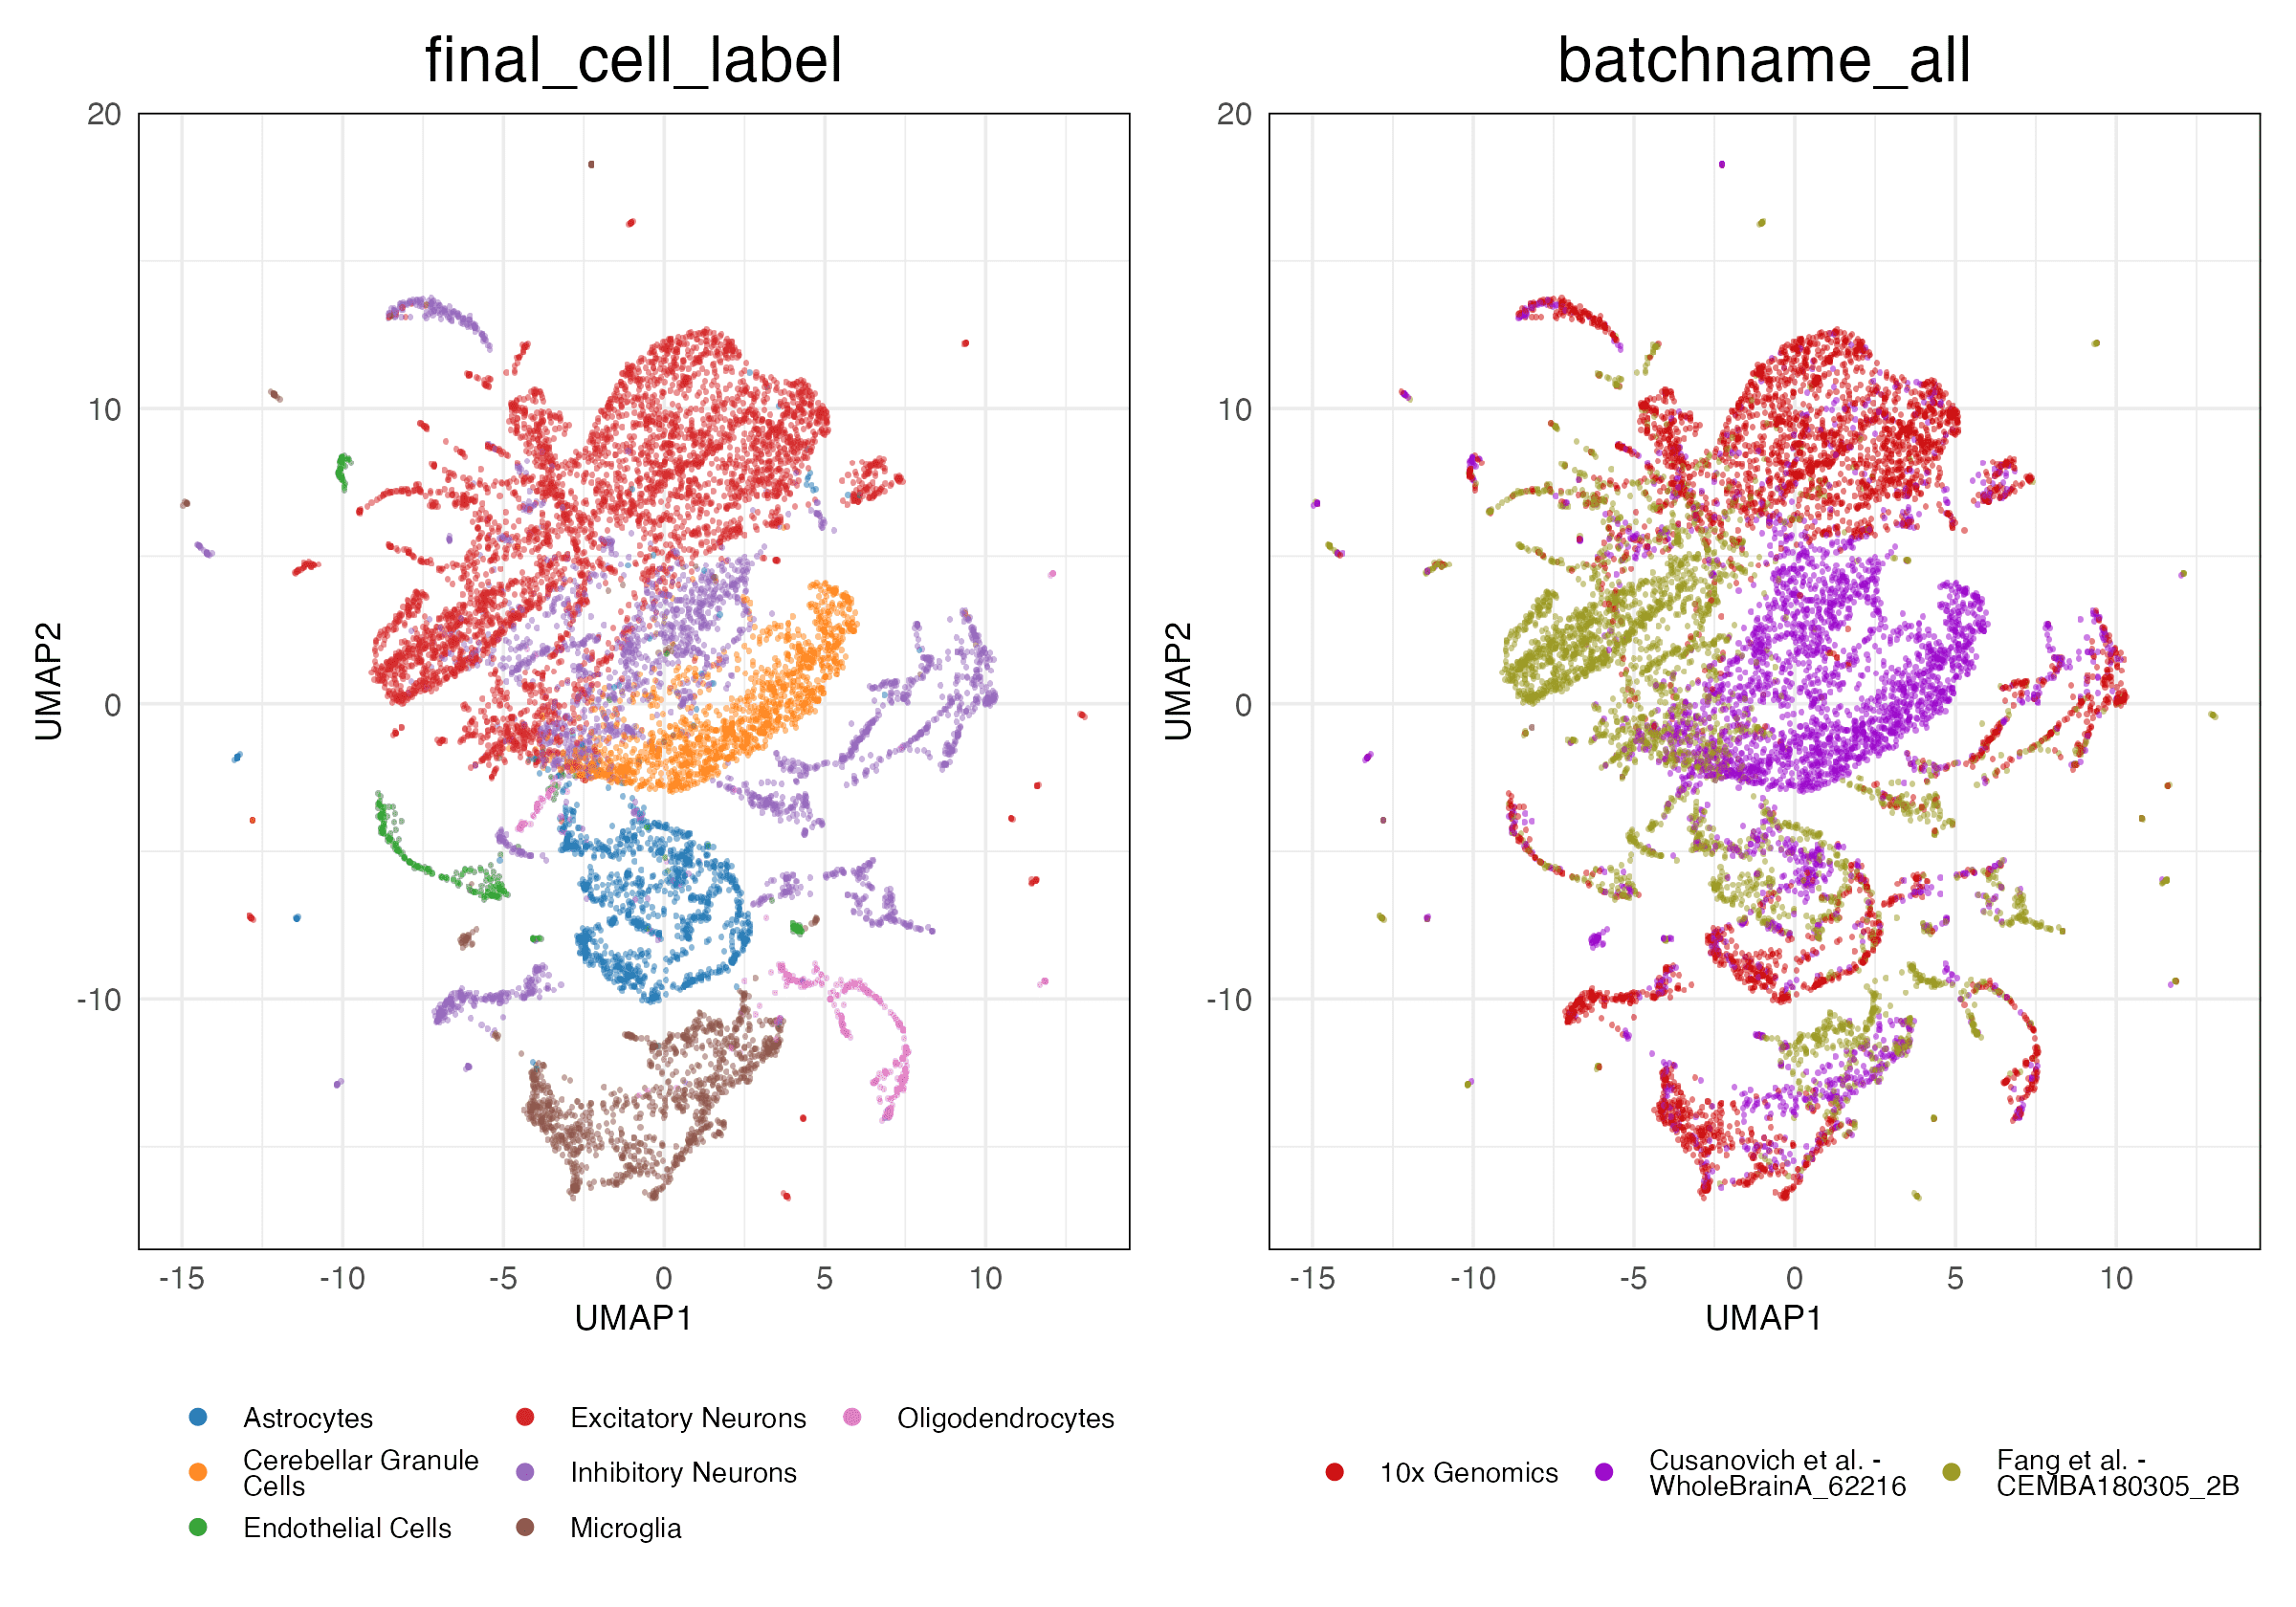 final_cell_label
batchname_all
20
10
0
-10
UMAP2
-15
-10
-5
0
5
10
UMAP1
20
10
0
-10
UMAP2
-15
-10
-5
0
5
10
UMAP1
Astrocytes
Cerebellar Granule
Cells
Endothelial Cells
Excitatory Neurons
Inhibitory Neurons
Microglia
Oligodendrocytes
10x Genomics
Cusanovich et al. -
WholeBrainA_62216
Fang et al. -
CEMBA180305_2B